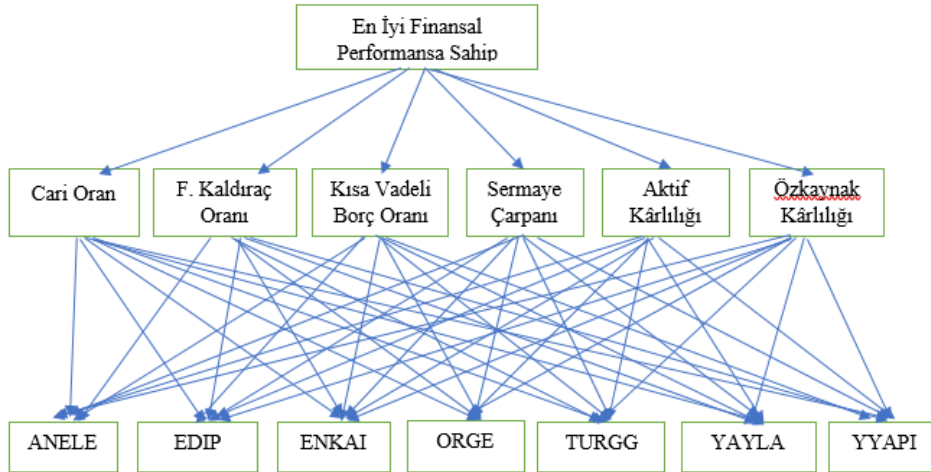 En İyi Finansal
Performansa Sahip
Cari Oran
F. Kaldıraç
Oranı
Kısa Vadeli
Borç Oranı
Sermaye
Çarpanı
Aktif
Kârlılığı
Özkaynak
Kârlılığı
ANELE
EDIP
ENKAI
ORGE
TURGG
YAYLA
YYAPI